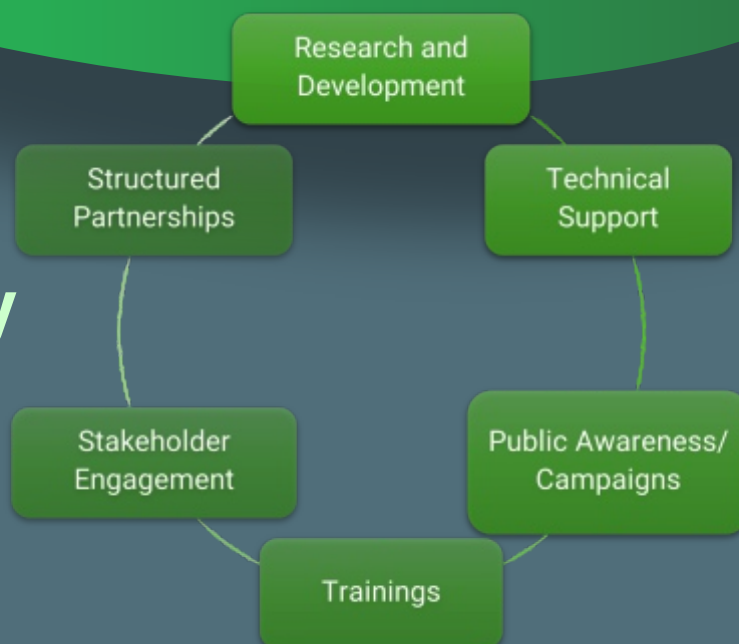 Research and
Development
Structured
Partnerships
Technical
Support
y
Stakeholder
Engagement
Public Awareness/
Campaigns
Trainings